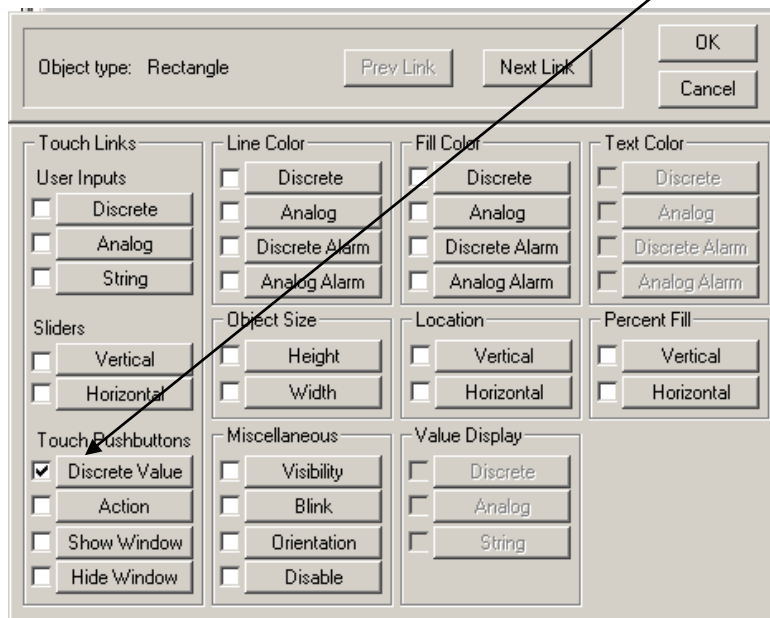 Object type: Rectangle
Prev Link
Next Link
OK
Cancel
Touch Links
User Inputs
Discrete
Analog
String
Sliders
Vertical
Horizontal
Touch Pushbuttons
Discrete Value
Action
Show Window
Hide Window
Line Color
Discrete
Analog
Discrete Alarm
Analog Alarm
Object Size
Height
Width
Miscellaneous
Visibility
Blink
Orientation
Disable
Fill Color
Discrete
Analog
Discrete Alarm
Analog Alarm
Location
Vertical
Horizontal
Value Display
Discrete
Analog
String
Text Color
Discrete
Analog
Discrete Alarm
Analog Alarm
Percent Fill
Vertical
Horizontal